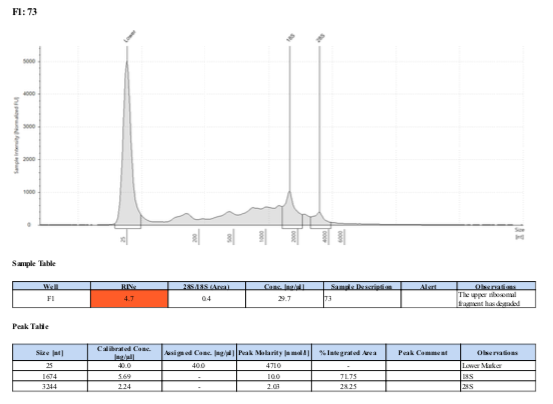 F1: 73
Lower
18S
28S
Sample Intensity [Normalized FU]
5000
4000
3000
2000
1000
0
25
200
500
1000
2000
4000
6000
Size
[nt]
Sample Table
Well RINe 28S/18S (Area) Conc. [ng/µl] Sample Description Alert Observations
F1 4.7 0.4 29.7 73 The upper ribosomal
fragment has degraded
Peak Table
Size [nt] Calibrated Conc. [ng/µl] Assigned Conc. [ng/µl] Peak Molarity [nmol/l] % Integrated Area Peak Comment Observations
25 40.0 40.0 4710 - Lower Marker
1674 5.69 - 10.0 71.75 18S
3244 2.24 - 2.03 28.25 28S